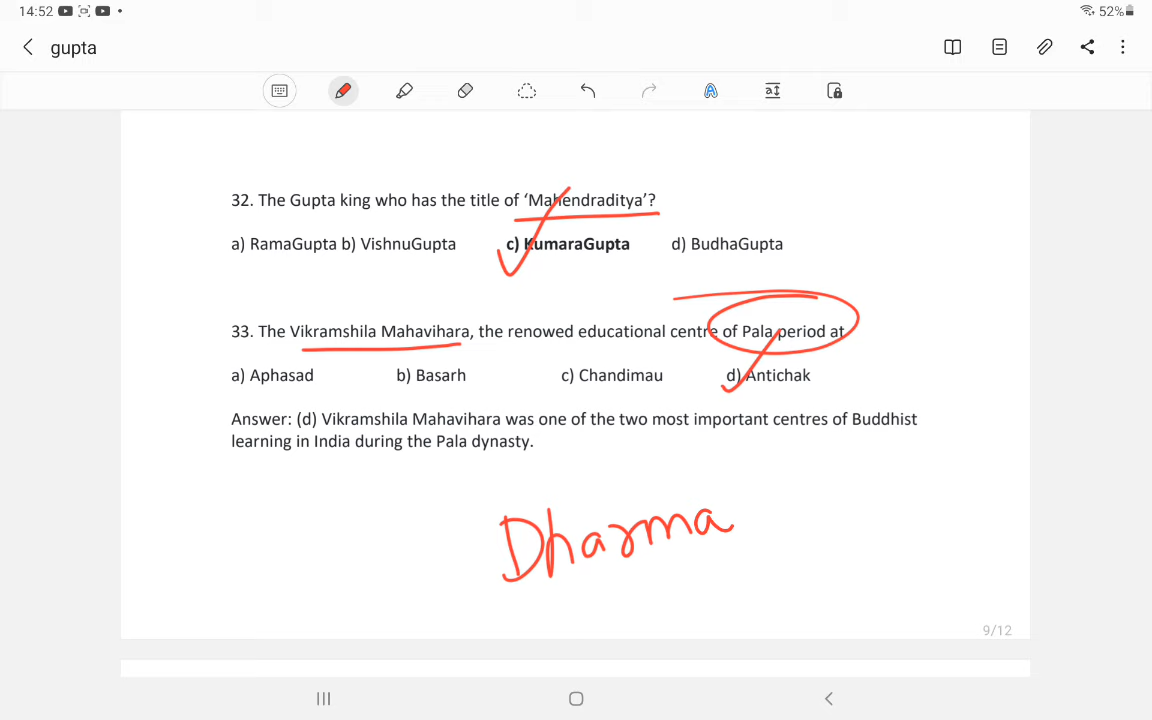 14:52 52%
gupta
32. The Gupta king who has the title of ‘Mahendraditya’?
a) RamaGupta b) VishnuGupta c) KumaraGupta d) BudhaGupta
33. The Vikramshila Mahavihara, the renowed educational centre of Pala period at
a) Aphasad b) Basarh c) Chandimau d) Antichak
Answer: (d) Vikramshila Mahavihara was one of the two most important centres of Buddhist
learning in India during the Pala dynasty.
Dharma
9/12